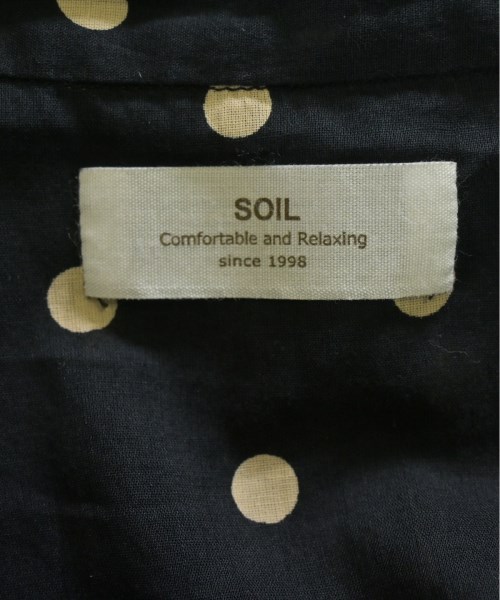 SOIL
Comfortable and Relaxing
since 1998